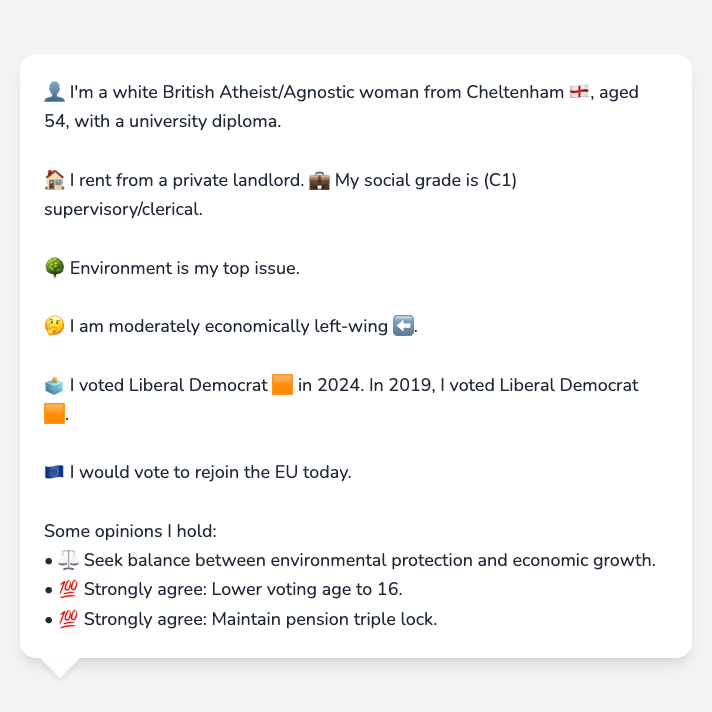 👤 I'm a white British Atheist/Agnostic woman from Cheltenham 🏴󠁧󠁢󠁥󠁮󠁧󠁿, aged
54, with a university diploma.
🏠 I rent from a private landlord. 💼 My social grade is (C1)
supervisory/clerical.
🌳 Environment is my top issue.
🤔 I am moderately economically left-wing ⬅️.
🗳️ I voted Liberal Democrat 🟧 in 2024. In 2019, I voted Liberal Democrat
🟧.
🇪🇺 I would vote to rejoin the EU today.
Some opinions I hold:
• ⚖️ Seek balance between environmental protection and economic growth.
• 💯 Strongly agree: Lower voting age to 16.
• 💯 Strongly agree: Maintain pension triple lock.